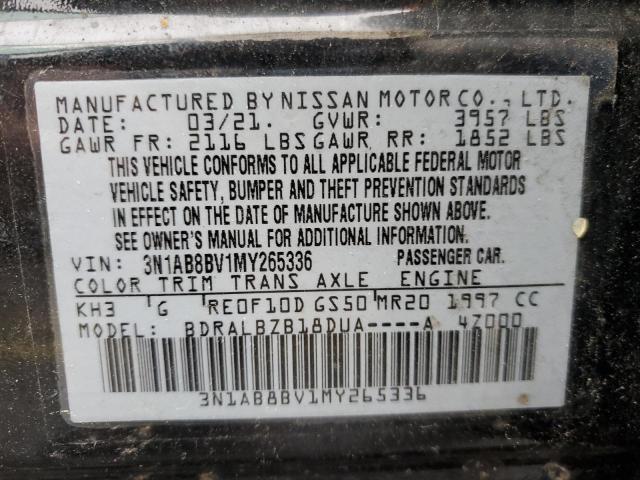 MANUFACTURED BY NISSAN MOTOR CO., LTD.
DATE: 03/21. GVWR: 3957 LBS
GAWR FR: 2116 LBS GAWR RR: 1852 LBS
THIS VEHICLE CONFORMS TO ALL APPLICABLE FEDERAL MOTOR
VEHICLE SAFETY, BUMPER AND THEFT PREVENTION STANDARDS
IN EFFECT ON THE DATE OF MANUFACTURE SHOWN ABOVE.
SEE OWNER'S MANUAL FOR ADDITIONAL INFORMATION.
VIN: 3N1AB8BV1MY265336 PASSENGER CAR.
COLOR TRIM TRANS AXLE ENGINE
KH3 G RE0F10D GS50 MR20 1997 CC
MODEL: BDRALBZB18DUA----A 4Z000
3N1AB8BV1MY265336